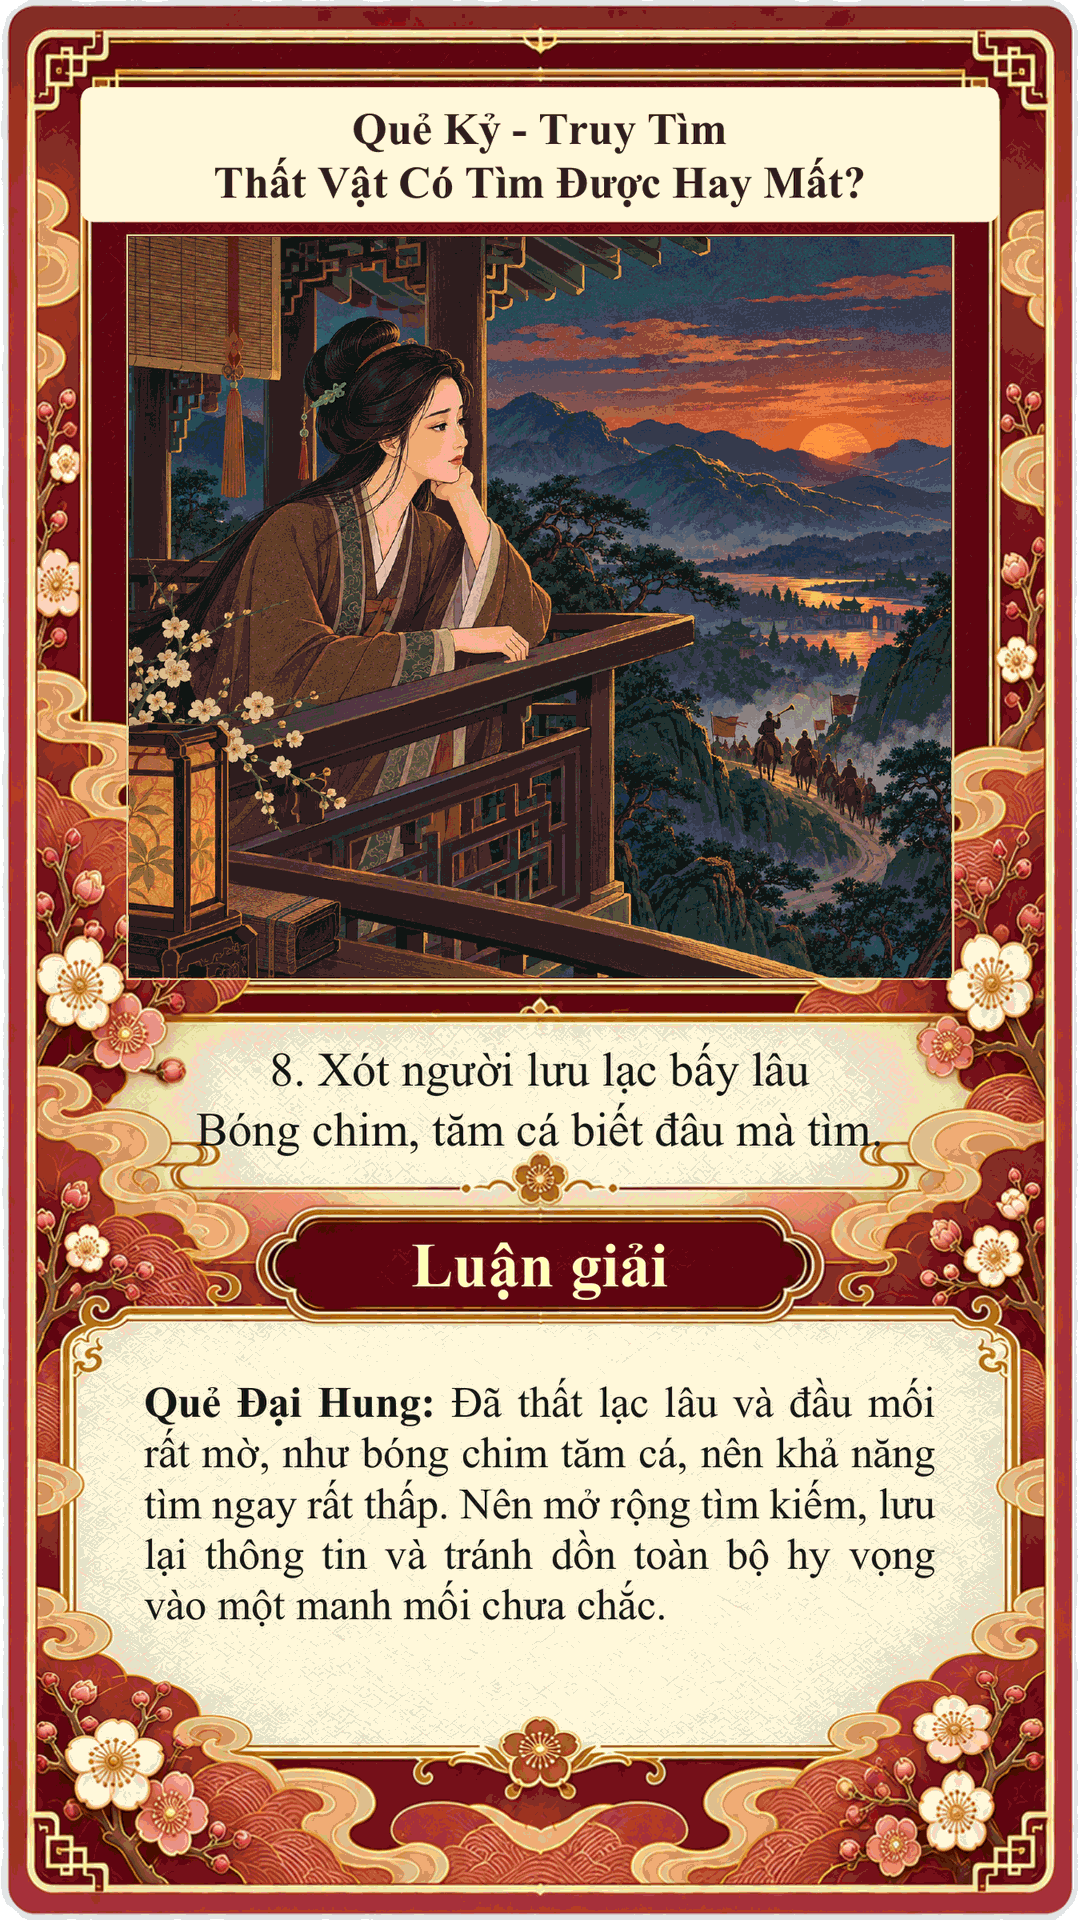 Quẻ Kỷ - Truy Tìm
Thất Vật Có Tìm Được Hay Mất?
8. Xót người lưu lạc bấy lâu
Bóng chim, tăm cá biết đâu mà tìm.
Luận giải
Quẻ Đại Hung: Đã thất lạc lâu và đầu mối
rất mờ, như bóng chim tăm cá, nên khả năng
tìm ngay rất thấp. Nên mở rộng tìm kiếm, lưu
lại thông tin và tránh dồn toàn bộ hy vọng
vào một manh mối chưa chắc.